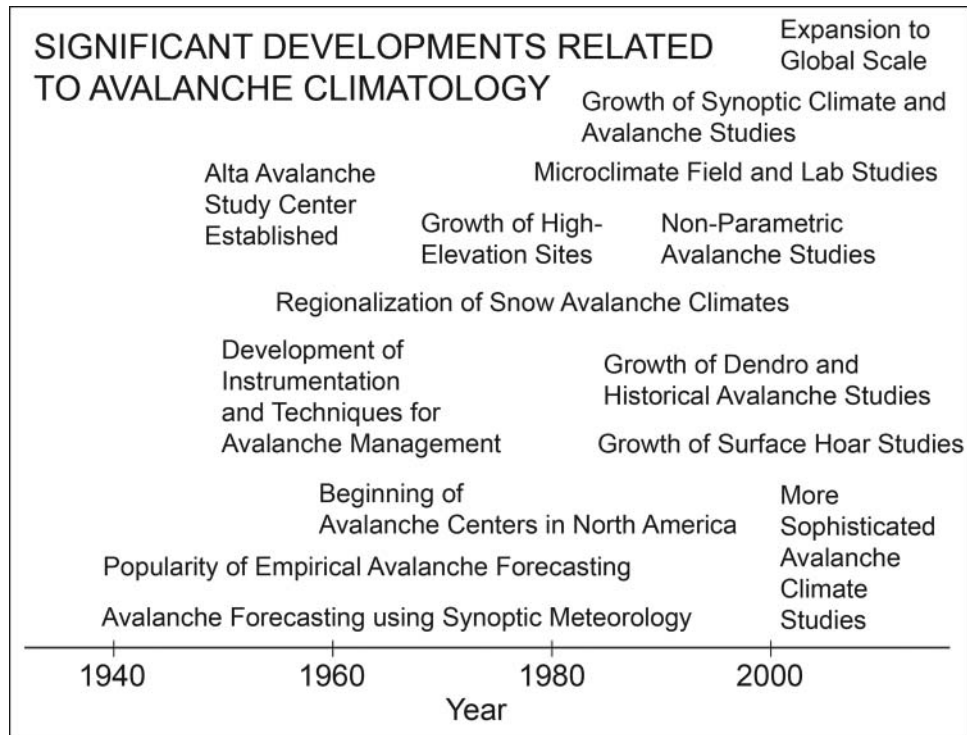 SIGNIFICANT DEVELOPMENTS RELATED
TO AVALANCHE CLIMATOLOGY
Expansion to
Global Scale
Growth of Synoptic Climate and
Avalanche Studies
Alta Avalanche
Study Center
Established
Microclimate Field and Lab Studies
Growth of High-
Elevation Sites
Non-Parametric
Avalanche Studies
Regionalization of Snow Avalanche Climates
Development of
Instrumentation
and Techniques for
Avalanche Management
Growth of Dendro and
Historical Avalanche Studies
Growth of Surface Hoar Studies
Beginning of
Avalanche Centers in North America
More
Sophisticated
Avalanche
Climate
Studies
Popularity of Empirical Avalanche Forecasting
Avalanche Forecasting using Synoptic Meteorology
1940 1960 1980 2000
Year